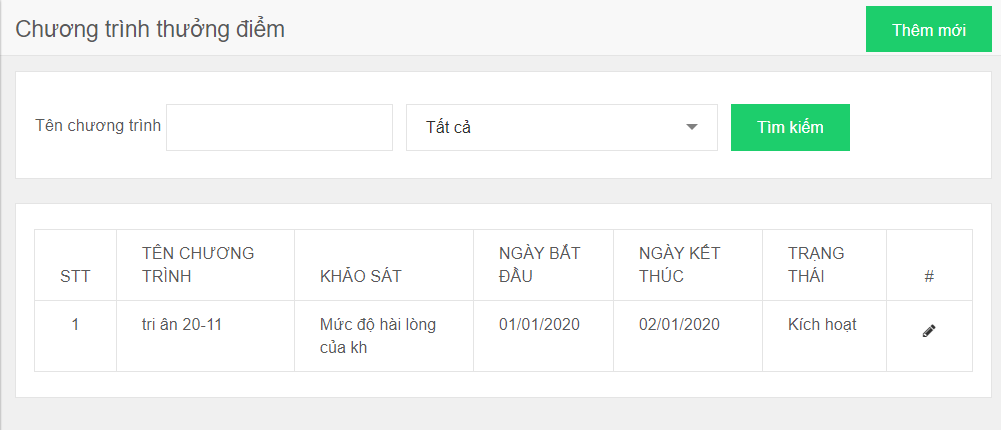 Chương trình thưởng điểm
Thêm mới
Tên chương trình
Tất cả
Tìm kiếm
STT
TÊN CHƯƠNG
TRÌNH
KHẢO SÁT
NGÀY BẮT
ĐẦU
NGÀY KẾT
THÚC
TRẠNG
THÁI
#
1
tri ân 20-11
Mức độ hài lòng
của kh
01/01/2020
02/01/2020
Kích hoạt